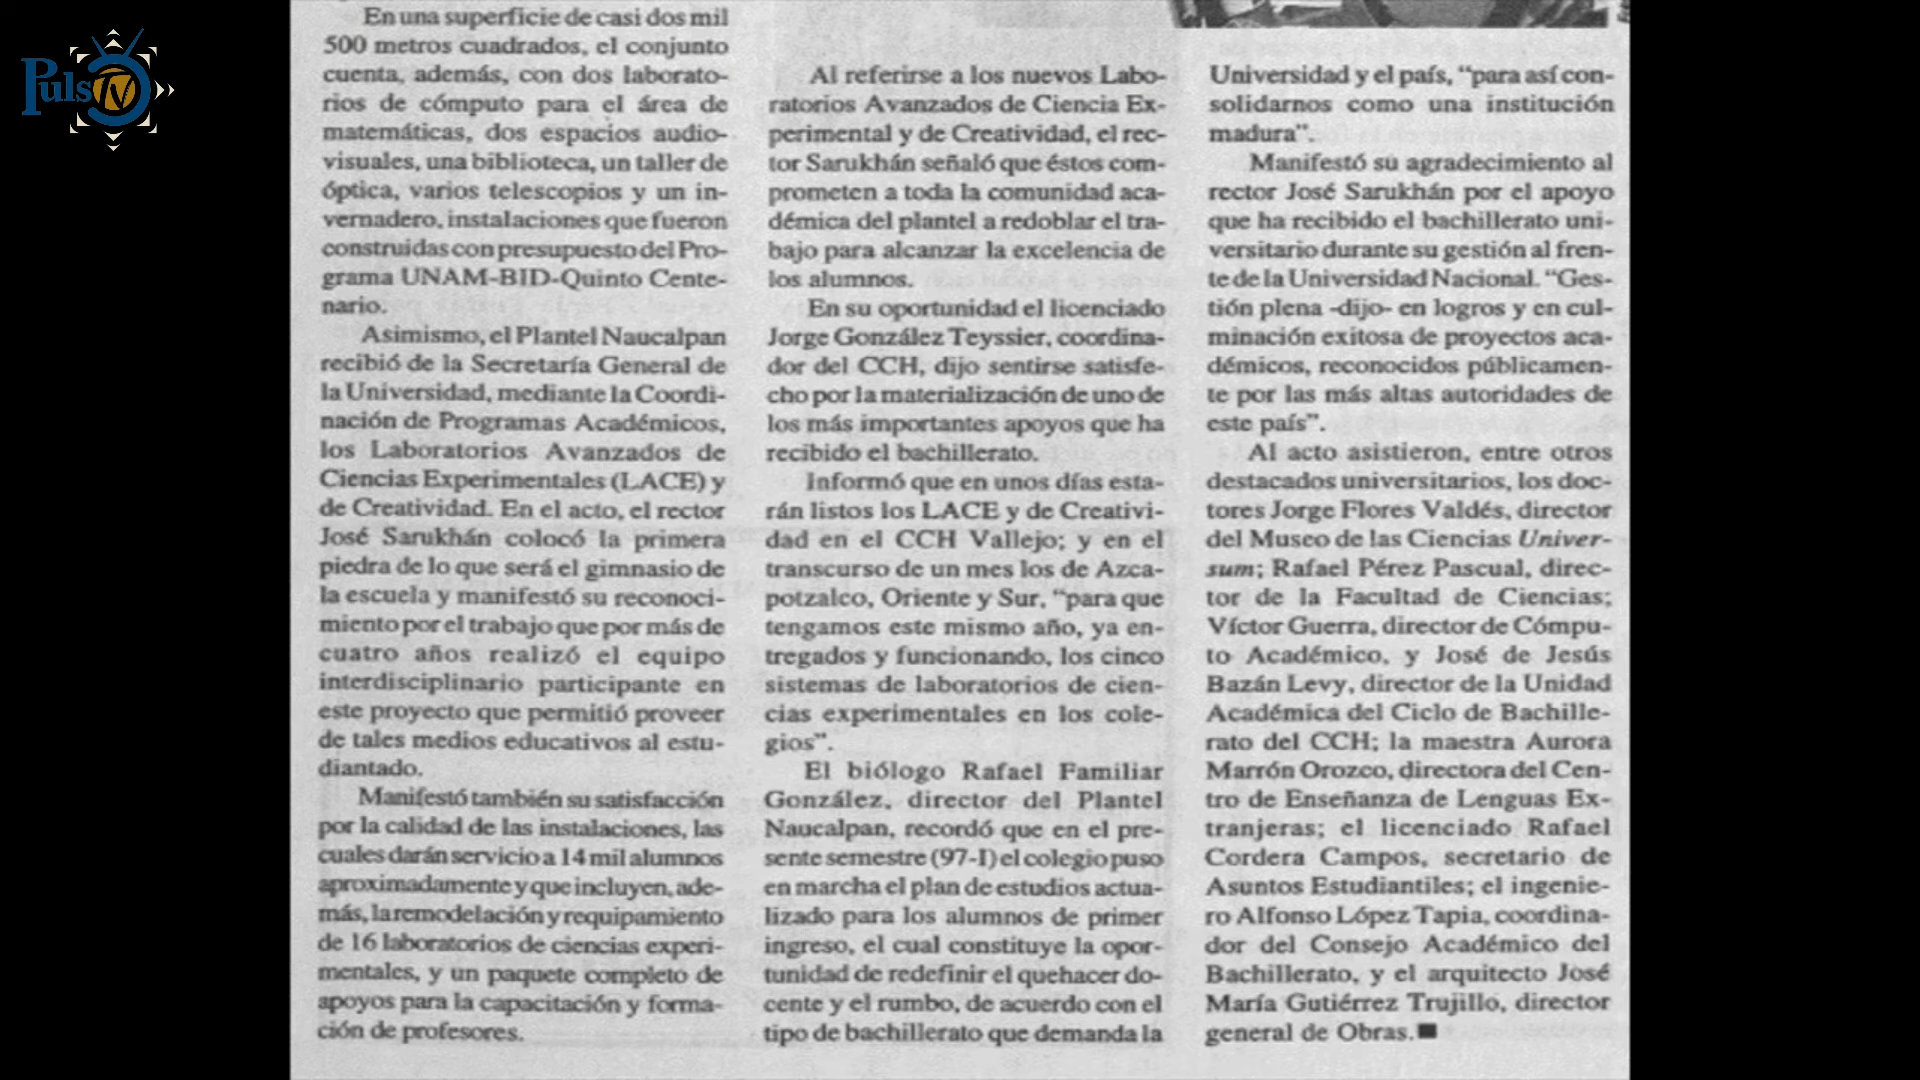 Puls TV
En una superficie de casi dos mil
500 metros cuadrados, el conjunto
cuenta, además, con dos laborato-
rios de cómputo para el área de
matemáticas, dos espacios audio-
visuales, una biblioteca, un taller de
óptica, varios telescopios y un in-
vernadero, instalaciones que fueron
construidas con presupuesto del Pro-
grama UNAM-BID-Quinto Cente-
nario.
Asimismo, el Plantel Naucalpan
recibió de la Secretaría General de
la Universidad, mediante la Coordi-
nación de Programas Académicos,
los Laboratorios Avanzados de
Ciencias Experimentales (LACE) y
de Creatividad. En el acto, el rector
José Sarukhán colocó la primera
piedra de lo que será el gimnasio de
la escuela y manifestó su reconoci-
miento por el trabajo que por más de
cuatro años realizó el equipo
interdisciplinario participante en
este proyecto que permitió proveer
de tales medios educativos al estu-
diantado.
Manifestó también su satisfacción
por la calidad de las instalaciones, las
cuales darán servicio a 14 mil alumnos
aproximadamente y que incluyen, ade-
más, la remodelación y requipamiento
de 16 laboratorios de ciencias experi-
mentales, y un paquete completo de
apoyos para la capacitación y forma-
ción de profesores.
Al referirse a los nuevos Labo-
ratorios Avanzados de Ciencia Ex-
perimental y de Creatividad, el rec-
tor Sarukhán señaló que éstos com-
prometen a toda la comunidad aca-
démica del plantel a redoblar el tra-
bajo para alcanzar la excelencia de
los alumnos.
En su oportunidad el licenciado
Jorge González Teyssier, coordina-
dor del CCH, dijo sentirse satisfe-
cho por la materialización de uno de
los más importantes apoyos que ha
recibido el bachillerato.
Informó que en unos días esta-
rán listos los LACE y de Creativi-
dad en el CCH Vallejo; y en el
transcurso de un mes los de Azca-
potzalco, Oriente y Sur, "para que
tengamos este mismo año, ya en-
tregados y funcionando, los cinco
sistemas de laboratorios de cien-
cias experimentales en los cole-
gios".
El biólogo Rafael Familiar
González, director del Plantel
Naucalpan, recordó que en el pre-
sente semestre (97-I) el colegio puso
en marcha el plan de estudios actua-
lizado para los alumnos de primer
ingreso, el cual constituye la opor-
tunidad de redefinir el quehacer do-
cente y el rumbo, de acuerdo con el
tipo de bachillerato que demanda la
Universidad y el país, "para así con-
solidarnos como una institución
madura".
Manifestó su agradecimiento al
rector José Sarukhán por el apoyo
que ha recibido el bachillerato uni-
versitario durante su gestión al fren-
te de la Universidad Nacional. "Ges-
tión plena -dijo- en logros y en cul-
minación exitosa de proyectos aca-
démicos, reconocidos públicamen-
te por las más altas autoridades de
este país".
Al acto asistieron, entre otros
destacados universitarios, los doc-
tores Jorge Flores Valdés, director
del Museo de las Ciencias Univer-
sum; Rafael Pérez Pascual, direc-
tor de la Facultad de Ciencias;
Víctor Guerra, director de Cómpu-
to Académico, y José de Jesús
Bazán Levy, director de la Unidad
Académica del Ciclo de Bachille-
rato del CCH; la maestra Aurora
Marrón Orozco, directora del Cen-
tro de Enseñanza de Lenguas Ex-
tranjeras; el licenciado Rafael
Cordera Campos, secretario de
Asuntos Estudiantiles; el ingenie-
ro Alfonso López Tapia, coordina-
dor del Consejo Académico del
Bachillerato, y el arquitecto José
María Gutiérrez Trujillo, director
general de Obras.■